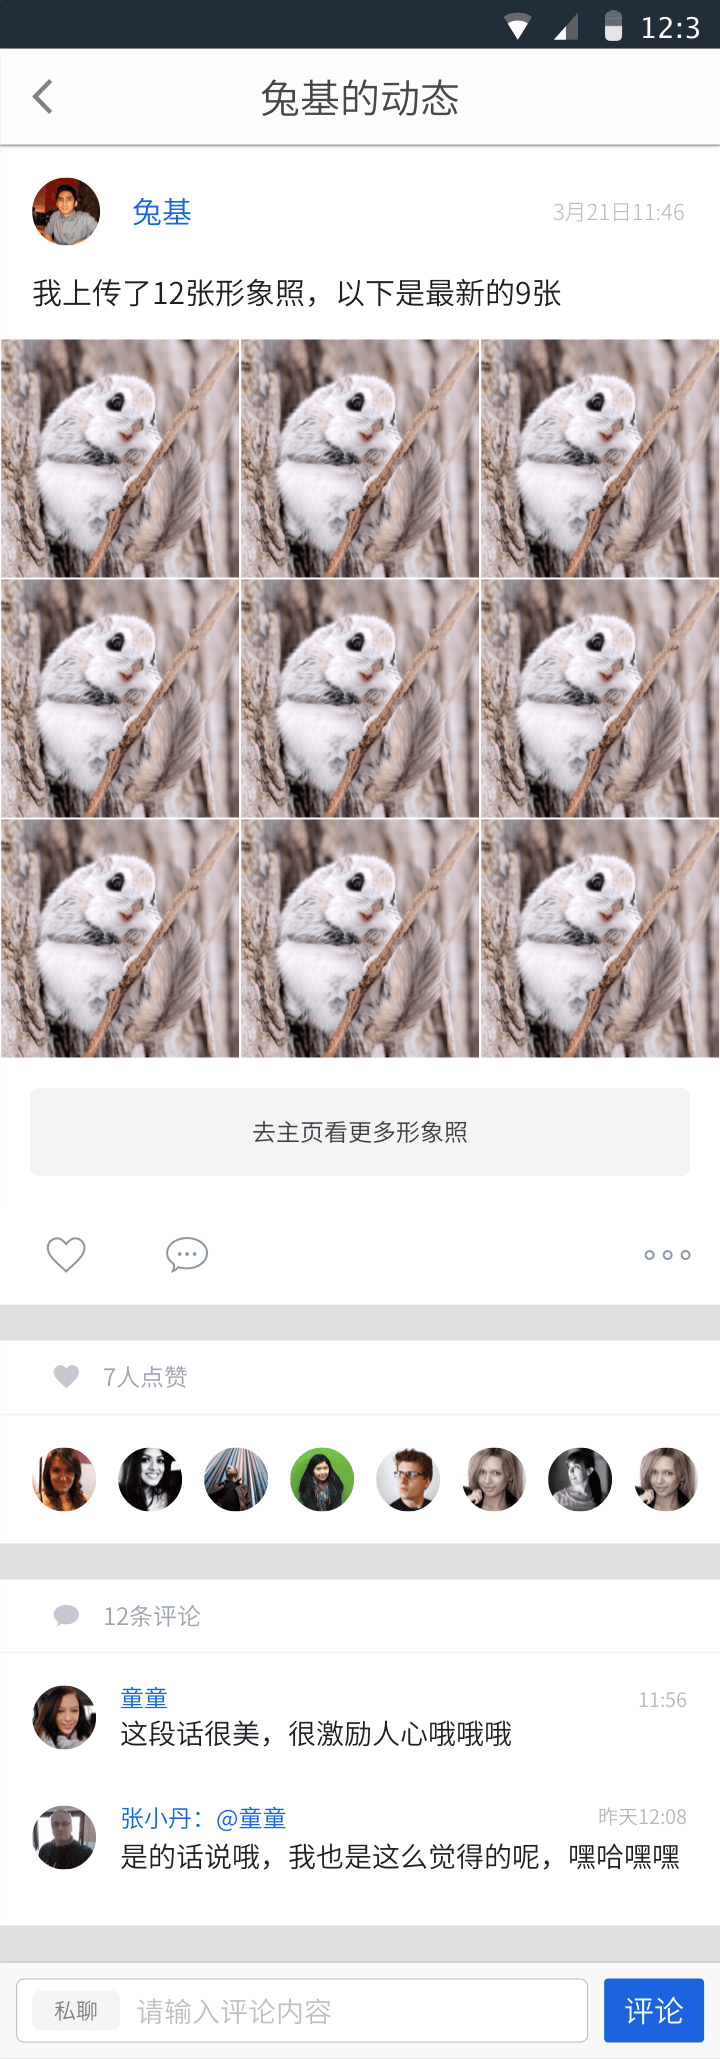 12:3
兔基的动态
兔基
3月21日11:46
我上传了12张形象照，以下是最新的9张
去主页看更多形象照
7人点赞
12条评论
童童
11:56
这段话很美，很激励人心哦哦哦
张小丹：@童童
昨天12:08
是的话说哦，我也是这么觉得的呢，嘿哈嘿嘿
私聊
请输入评论内容
评论